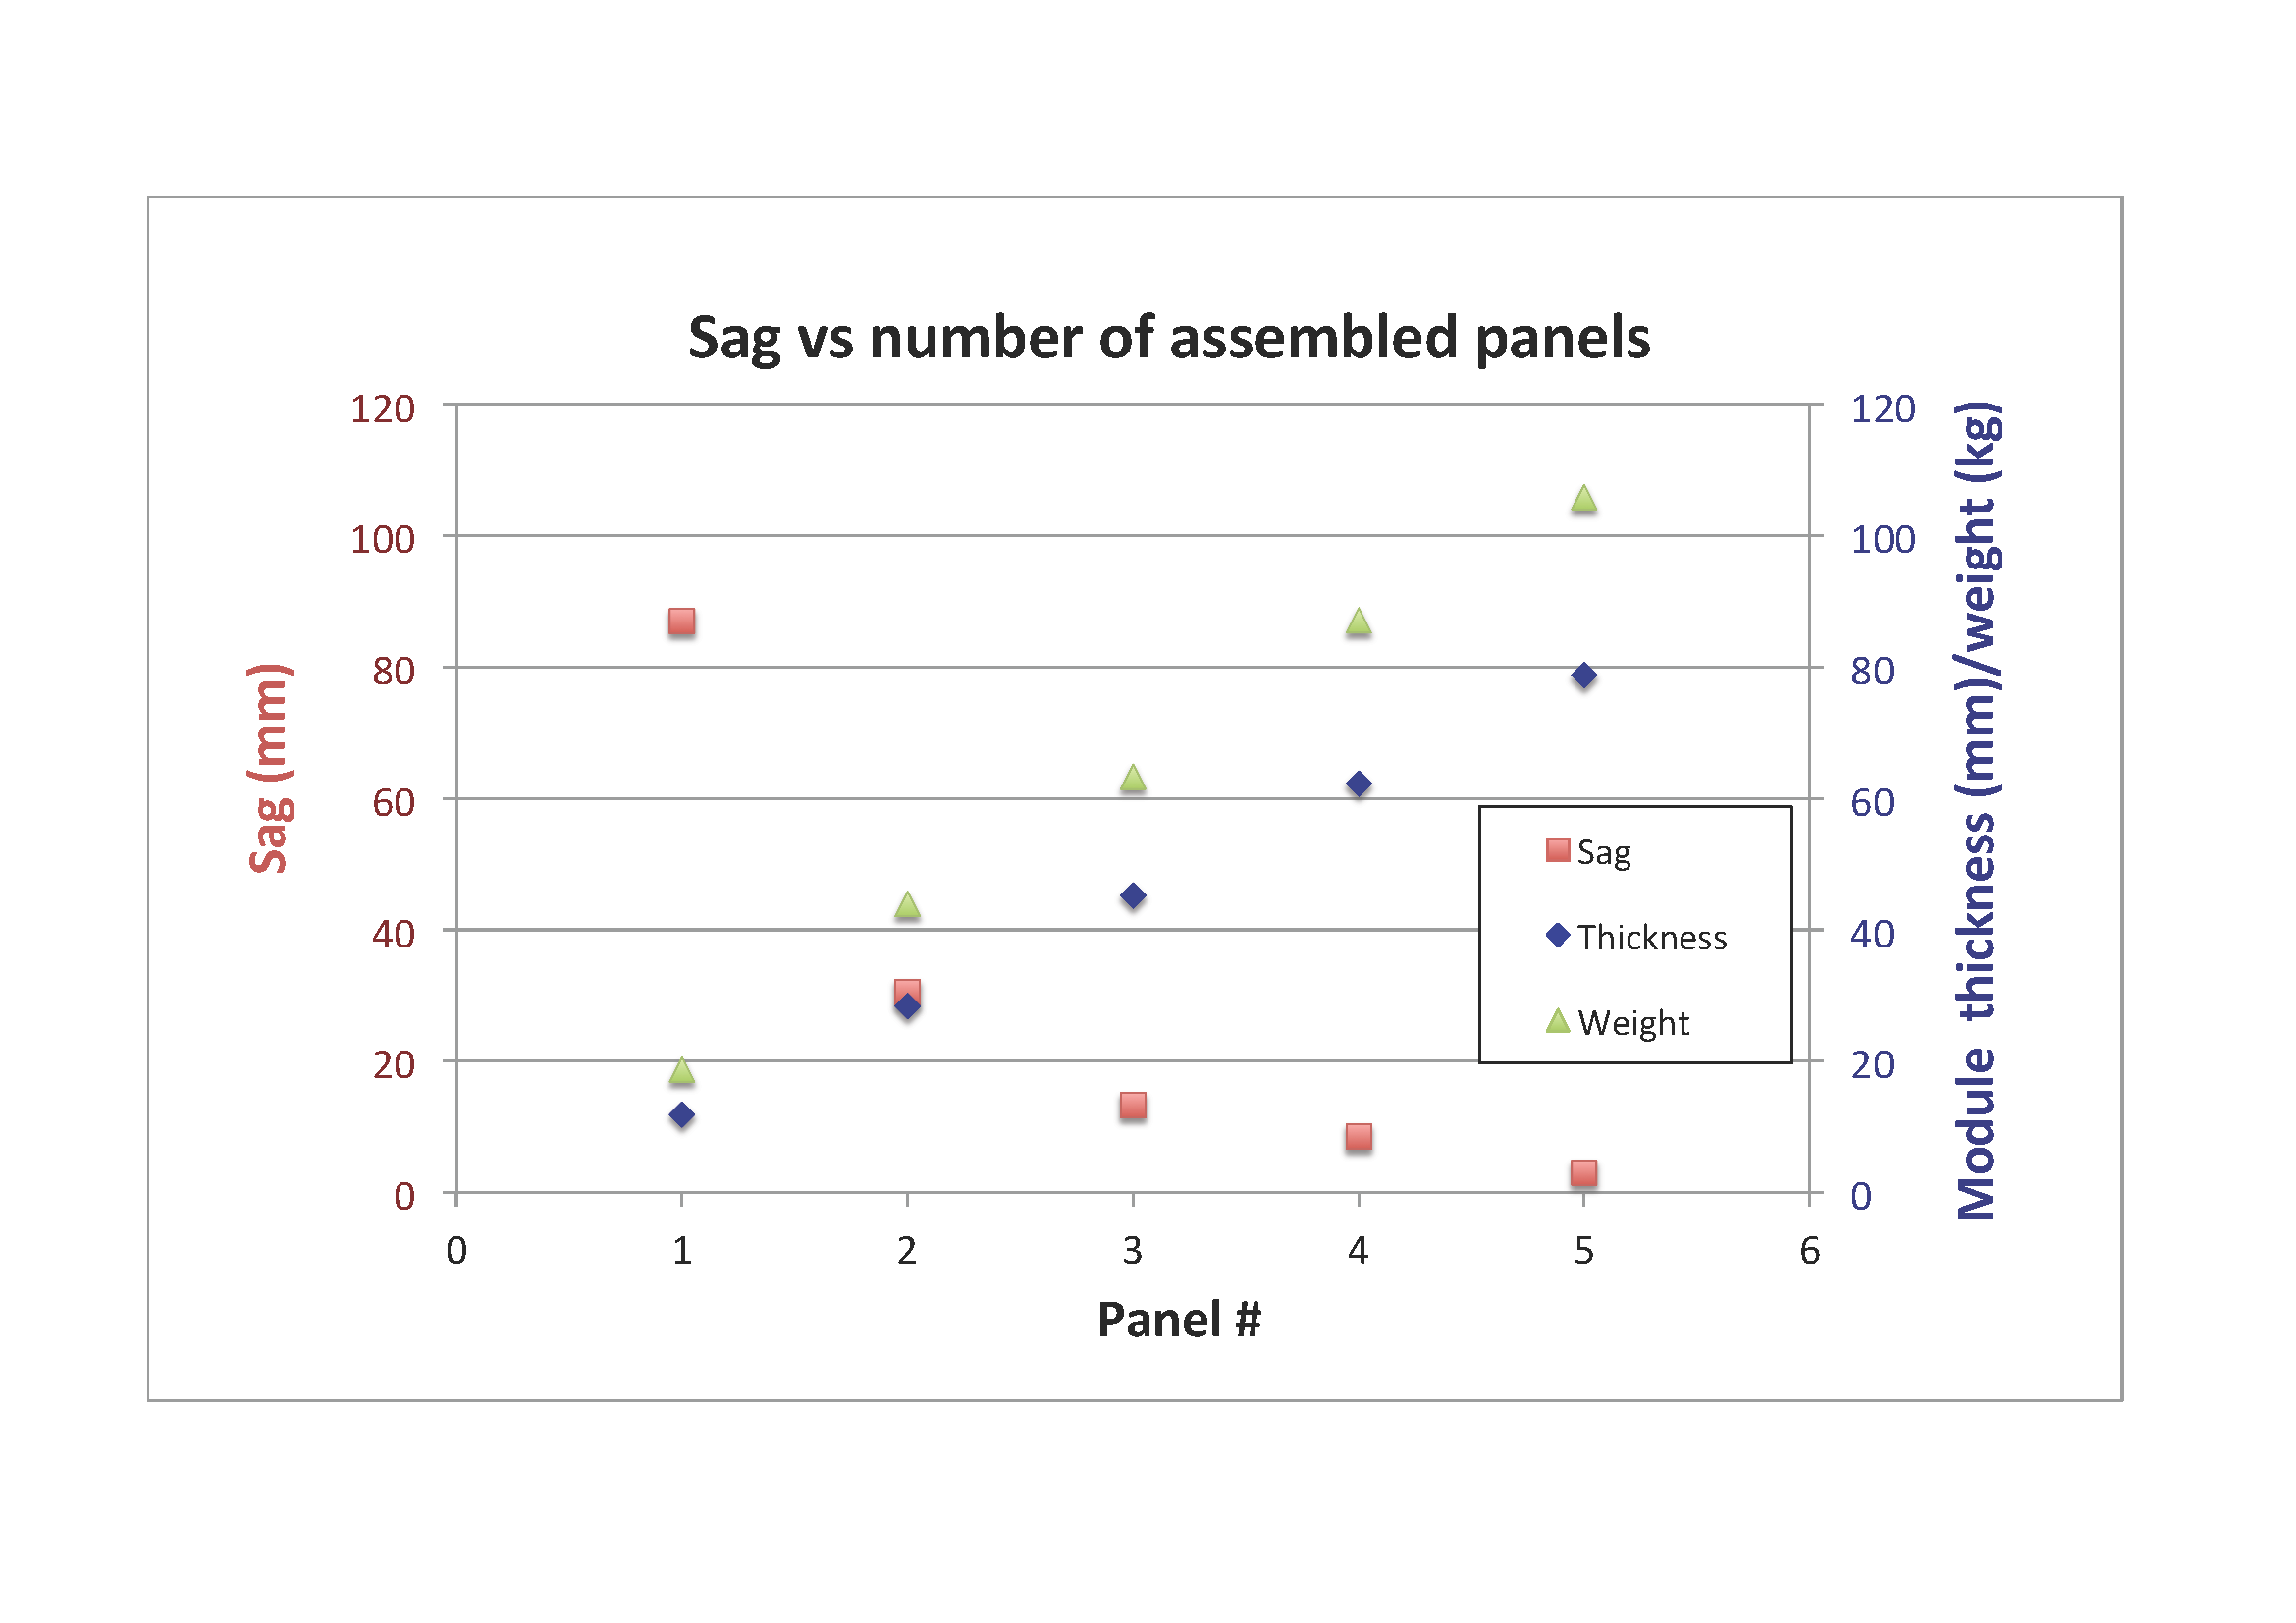 Sag vs number of assembled panels
120
100
80
60
40
20
0
Sag (mm)
120
100
80
60
40
20
0
Module thickness (mm)/weight (kg)
Sag
Thickness
Weight
0 1 2 3 4 5 6
Panel #